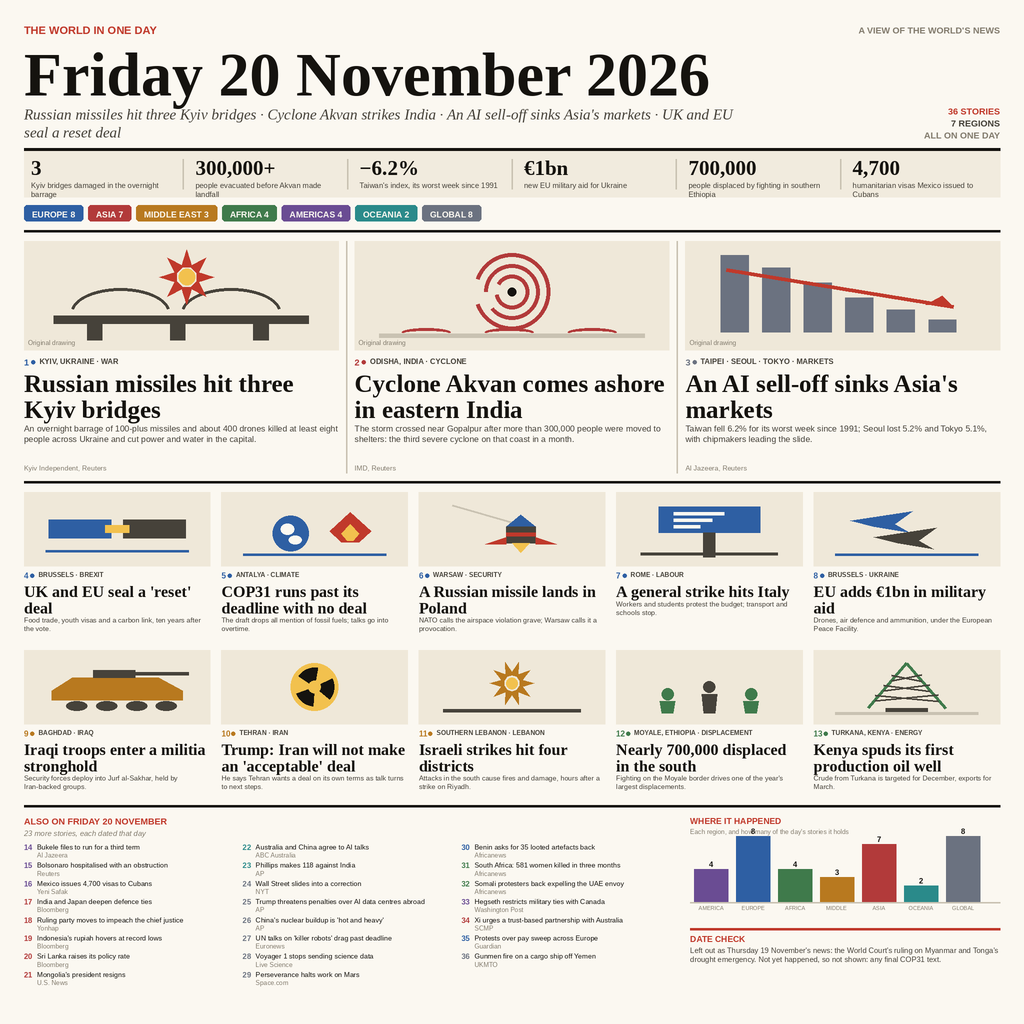 THE WORLD IN ONE DAY
A VIEW OF THE WORLD'S NEWS
Friday 20 November 2026
Russian missiles hit three Kyiv bridges · Cyclone Akvan strikes India · An AI sell-off sinks Asia's markets · UK and EU
seal a reset deal
36 STORIES
7 REGIONS
ALL ON ONE DAY
3
Kyiv bridges damaged in the overnight
barrage
300,000+
people evacuated before Akvan made
landfall
−6.2%
Taiwan's index, its worst week since 1991
€1bn
new EU military aid for Ukraine
700,000
people displaced by fighting in southern
Ethiopia
4,700
humanitarian visas Mexico issued to
Cubans
EUROPE 8
ASIA 7
MIDDLE EAST 3
AFRICA 4
AMERICAS 4
OCEANIA 2
GLOBAL 8
Original drawing
1 KYIV, UKRAINE · WAR
Russian missiles hit three
Kyiv bridges
An overnight barrage of 100-plus missiles and about 400 drones killed at least eight
people across Ukraine and cut power and water in the capital.
Kyiv Independent, Reuters
Original drawing
2 ODISHA, INDIA · CYCLONE
Cyclone Akvan comes ashore
in eastern India
The storm crossed near Gopalpur after more than 300,000 people were moved to
shelters: the third severe cyclone on that coast in a month.
IMD, Reuters
Original drawing
3 TAIPEI · SEOUL · TOKYO · MARKETS
An AI sell-off sinks Asia's
markets
Taiwan fell 6.2% for its worst week since 1991; Seoul lost 5.2% and Tokyo 5.1%,
with chipmakers leading the slide.
Al Jazeera, Reuters
4 BRUSSELS · BREXIT
UK and EU seal a 'reset'
deal
Food trade, youth visas and a carbon link, ten years after
the vote.
5 ANTALYA · CLIMATE
COP31 runs past its
deadline with no deal
The draft drops all mention of fossil fuels; talks go into
overtime.
6 WARSAW · SECURITY
A Russian missile lands in
Poland
NATO calls the airspace violation grave; Warsaw calls it a
provocation.
7 ROME · LABOUR
A general strike hits Italy
Workers and students protest the budget; transport and
schools stop.
8 BRUSSELS · UKRAINE
EU adds €1bn in military
aid
Drones, air defence and ammunition, under the European
Peace Facility.
9 BAGHDAD · IRAQ
Iraqi troops enter a militia
stronghold
Security forces deploy into Jurf al-Sakhar, held by
Iran-backed groups.
10 TEHRAN · IRAN
Trump: Iran will not make
an 'acceptable' deal
He says Tehran wants a deal on its own terms as talk turns
to next steps.
11 SOUTHERN LEBANON · LEBANON
Israeli strikes hit four
districts
Attacks in the south cause fires and damage, hours after a
strike on Riyadh.
12 MOYALE, ETHIOPIA · DISPLACEMENT
Nearly 700,000 displaced
in the south
Fighting on the Moyale border drives one of the year's
largest displacements.
13 TURKANA, KENYA · ENERGY
Kenya spuds its first
production oil well
Crude from Turkana is targeted for December, exports for
March.
ALSO ON FRIDAY 20 NOVEMBER
23 more stories, each dated that day
14 Bukele files to run for a third term
Al Jazeera
15 Bolsonaro hospitalised with an obstruction
Reuters
16 Mexico issues 4,700 visas to Cubans
Yeni Safak
17 India and Japan deepen defence ties
Bloomberg
18 Ruling party moves to impeach the chief justice
Yonhap
19 Indonesia's rupiah hovers at record lows
Bloomberg
20 Sri Lanka raises its policy rate
Bloomberg
21 Mongolia's president resigns
U.S. News
22 Australia and China agree to AI talks
ABC Australia
23 Phillips makes 118 against India
AP
24 Wall Street slides into a correction
NYT
25 Trump threatens penalties over AI data centres abroad
AP
26 China's nuclear buildup is 'hot and heavy'
AP
27 UN talks on 'killer robots' drag past deadline
Euronews
28 Voyager 1 stops sending science data
Live Science
29 Perseverance halts work on Mars
Space.com
30 Benin asks for 35 looted artefacts back
Africanews
31 South Africa: 581 women killed in three months
Africanews
32 Somali protesters back expelling the UAE envoy
Africanews
33 Hegseth restricts military ties with Canada
Washington Post
34 Xi urges a trust-based partnership with Australia
SCMP
35 Protests over pay sweep across Europe
Guardian
36 Gunmen fire on a cargo ship off Yemen
UKMTO
WHERE IT HAPPENED
Each region, and how many of the day's stories it holds
4
8
4
3
7
2
8
AMERICA
EUROPE
AFRICA
MIDDLE
ASIA
OCEANIA
GLOBAL
DATE CHECK
Left out as Thursday 19 November's news: the World Court's ruling on Myanmar and Tonga's
drought emergency. Not yet happened, so not shown: any final COP31 text.